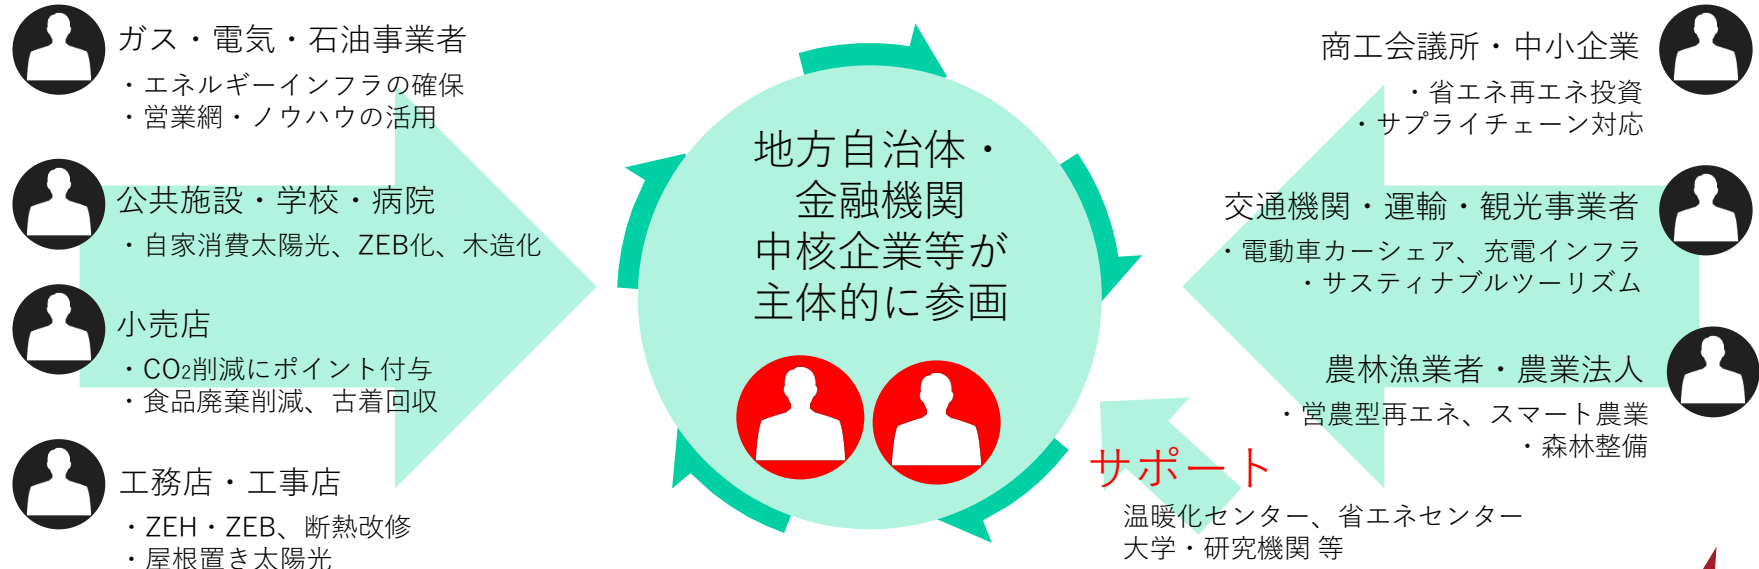 ガス・電気・石油事業者
・エネルギーインフラの確保
・営業網・ノウハウの活用
公共施設・学校・病院
・自家消費太陽光、ZEB化、木造化
小売店
・CO₂削減にポイント付与
・食品廃棄削減、古着回収
工務店・工事店
・ZEH・ZEB、断熱改修
・屋根置き太陽光
地方自治体・
金融機関
中核企業等が
主体的に参画
商工会議所・中小企業
・省エネ再エネ投資
・サプライチェーン対応
交通機関・運輸・観光事業者
・電動車カーシェア、充電インフラ
・サスティナブルツーリズム
農林漁業者・農業法人
・営農型再エネ、スマート農業
・森林整備
サポート
温暖化センター、省エネセンター
大学・研究機関 等